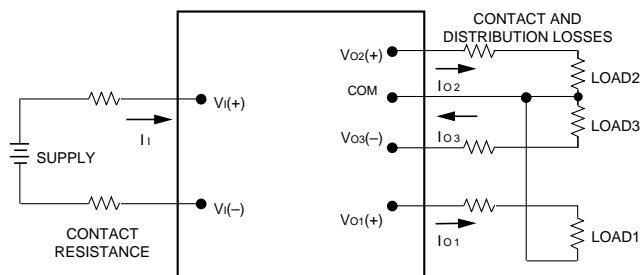 CONTACT AND
DISTRIBUTION LOSSES
VO2(+)
IO2
LOAD2
COM
VI(+)
II
LOAD3
VO3(–)
IO3
SUPPLY
VI(–)
VO1(+)
IO1
LOAD1
CONTACT
RESISTANCE